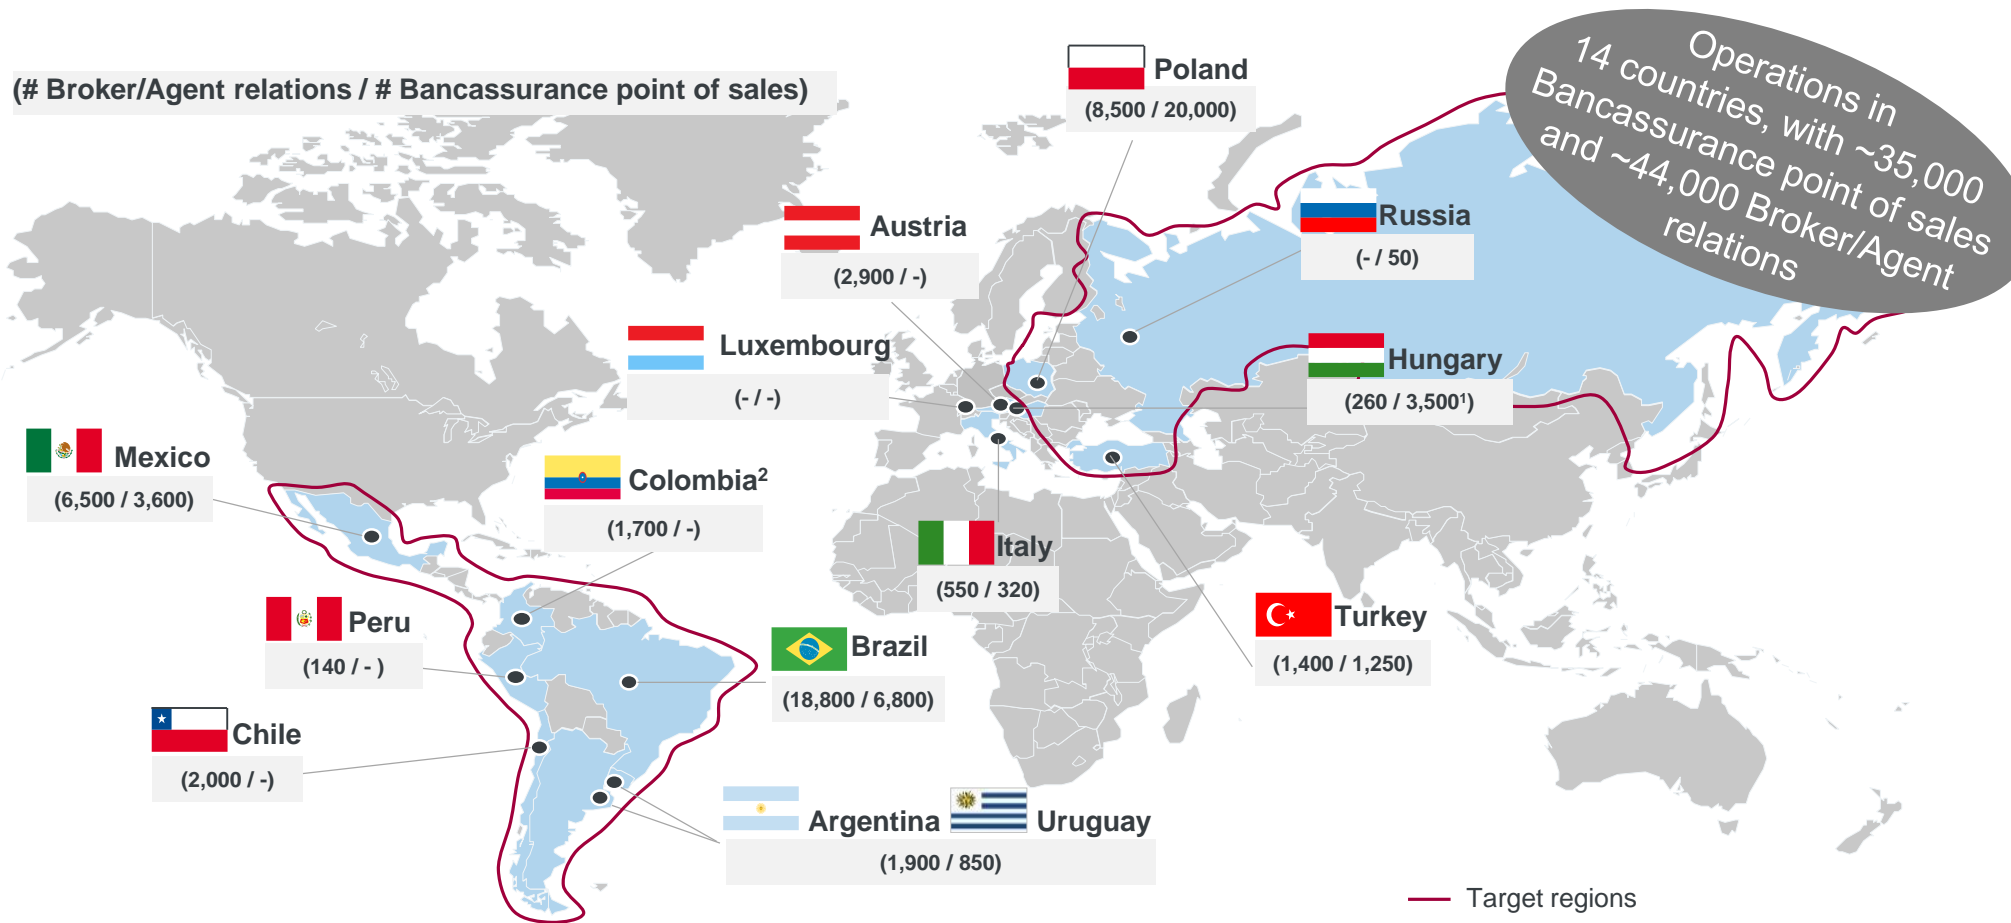 (# Broker/Agent relations / # Bancassurance point of sales)
Operations in
14 countries, with ~35,000
Bancassurance point of sales
and ~44,000 Broker/Agent
relations
Poland
(8,500 / 20,000)
Austria
(2,900 / -)
Russia
(- / 50)
Luxembourg
(- / -)
Hungary
(260 / 3,500¹)
Mexico
(6,500 / 3,600)
Colombia²
(1,700 / -)
Italy
(550 / 320)
Peru
(140 / - )
Brazil
(18,800 / 6,800)
Turkey
(1,400 / 1,250)
Chile
(2,000 / -)
Argentina
Uruguay
(1,900 / 850)
Target regions